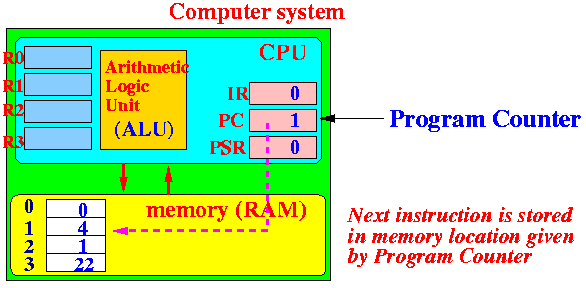 Computer system
CPU
R0
R1
R2
R3
Arithmetic
Logic
Unit
(ALU)
IR 0
PC 1
PSR 0
Program Counter
memory (RAM)
0 0
1 4
2 1
3 22
Next instruction is stored
in memory location given
by Program Counter